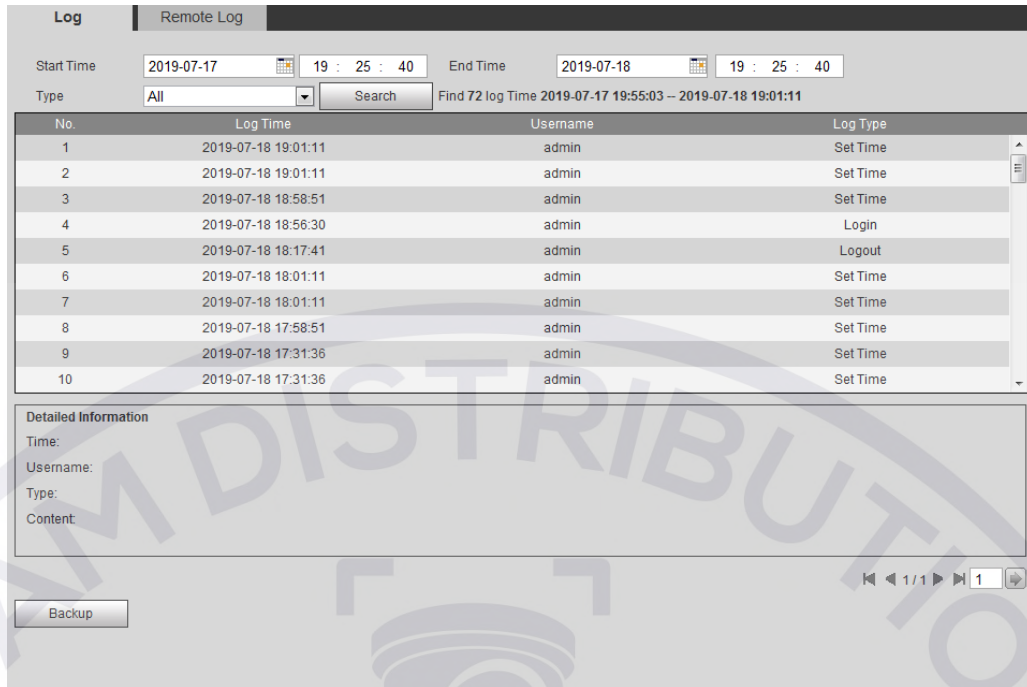 Log Remote Log
Start Time 2019-07-17 19 : 25 : 40 End Time 2019-07-18 19 : 25 : 40
Type All Search Find 72 log Time 2019-07-17 19:55:03 -- 2019-07-18 19:01:11
No. Log Time Username Log Type
1 2019-07-18 19:01:11 admin Set Time
2 2019-07-18 19:01:11 admin Set Time
3 2019-07-18 18:58:51 admin Set Time
4 2019-07-18 18:56:30 admin Login
5 2019-07-18 18:17:41 admin Logout
6 2019-07-18 18:01:11 admin Set Time
7 2019-07-18 18:01:11 admin Set Time
8 2019-07-18 17:58:51 admin Set Time
9 2019-07-18 17:31:36 admin Set Time
10 2019-07-18 17:31:36 admin Set Time
Detailed Information
Time:
Username:
Type:
Content:
1 / 1 1
Backup
AM DISTRIBUTIO